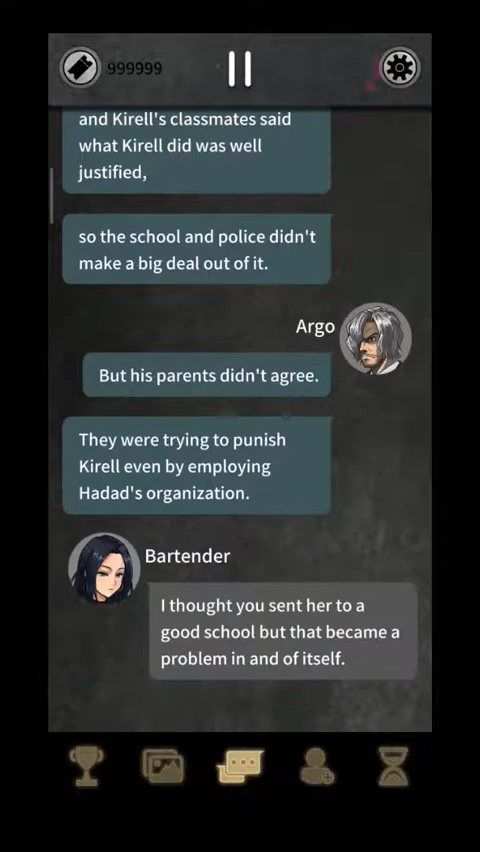 999999
and Kirell's classmates said
what Kirell did was well
justified,
so the school and police didn't
make a big deal out of it.
Argo
But his parents didn't agree.
They were trying to punish
Kirell even by employing
Hadad's organization.
Bartender
I thought you sent her to a
good school but that became a
problem in and of itself.